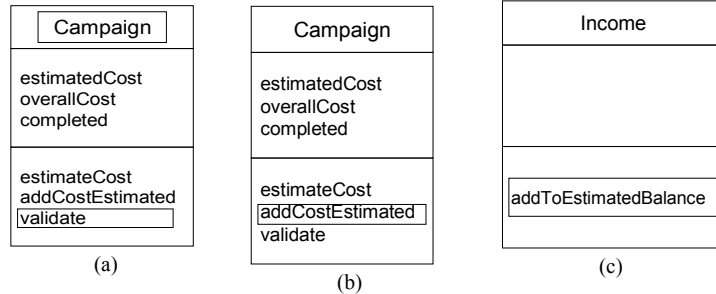 Campaign
estimatedCost
overallCost
completed
estimateCost
addCostEstimated
validate
(a)
Campaign
estimatedCost
overallCost
completed
estimateCost
addCostEstimated
validate
(b)
Income
addToEstimatedBalance
(c)